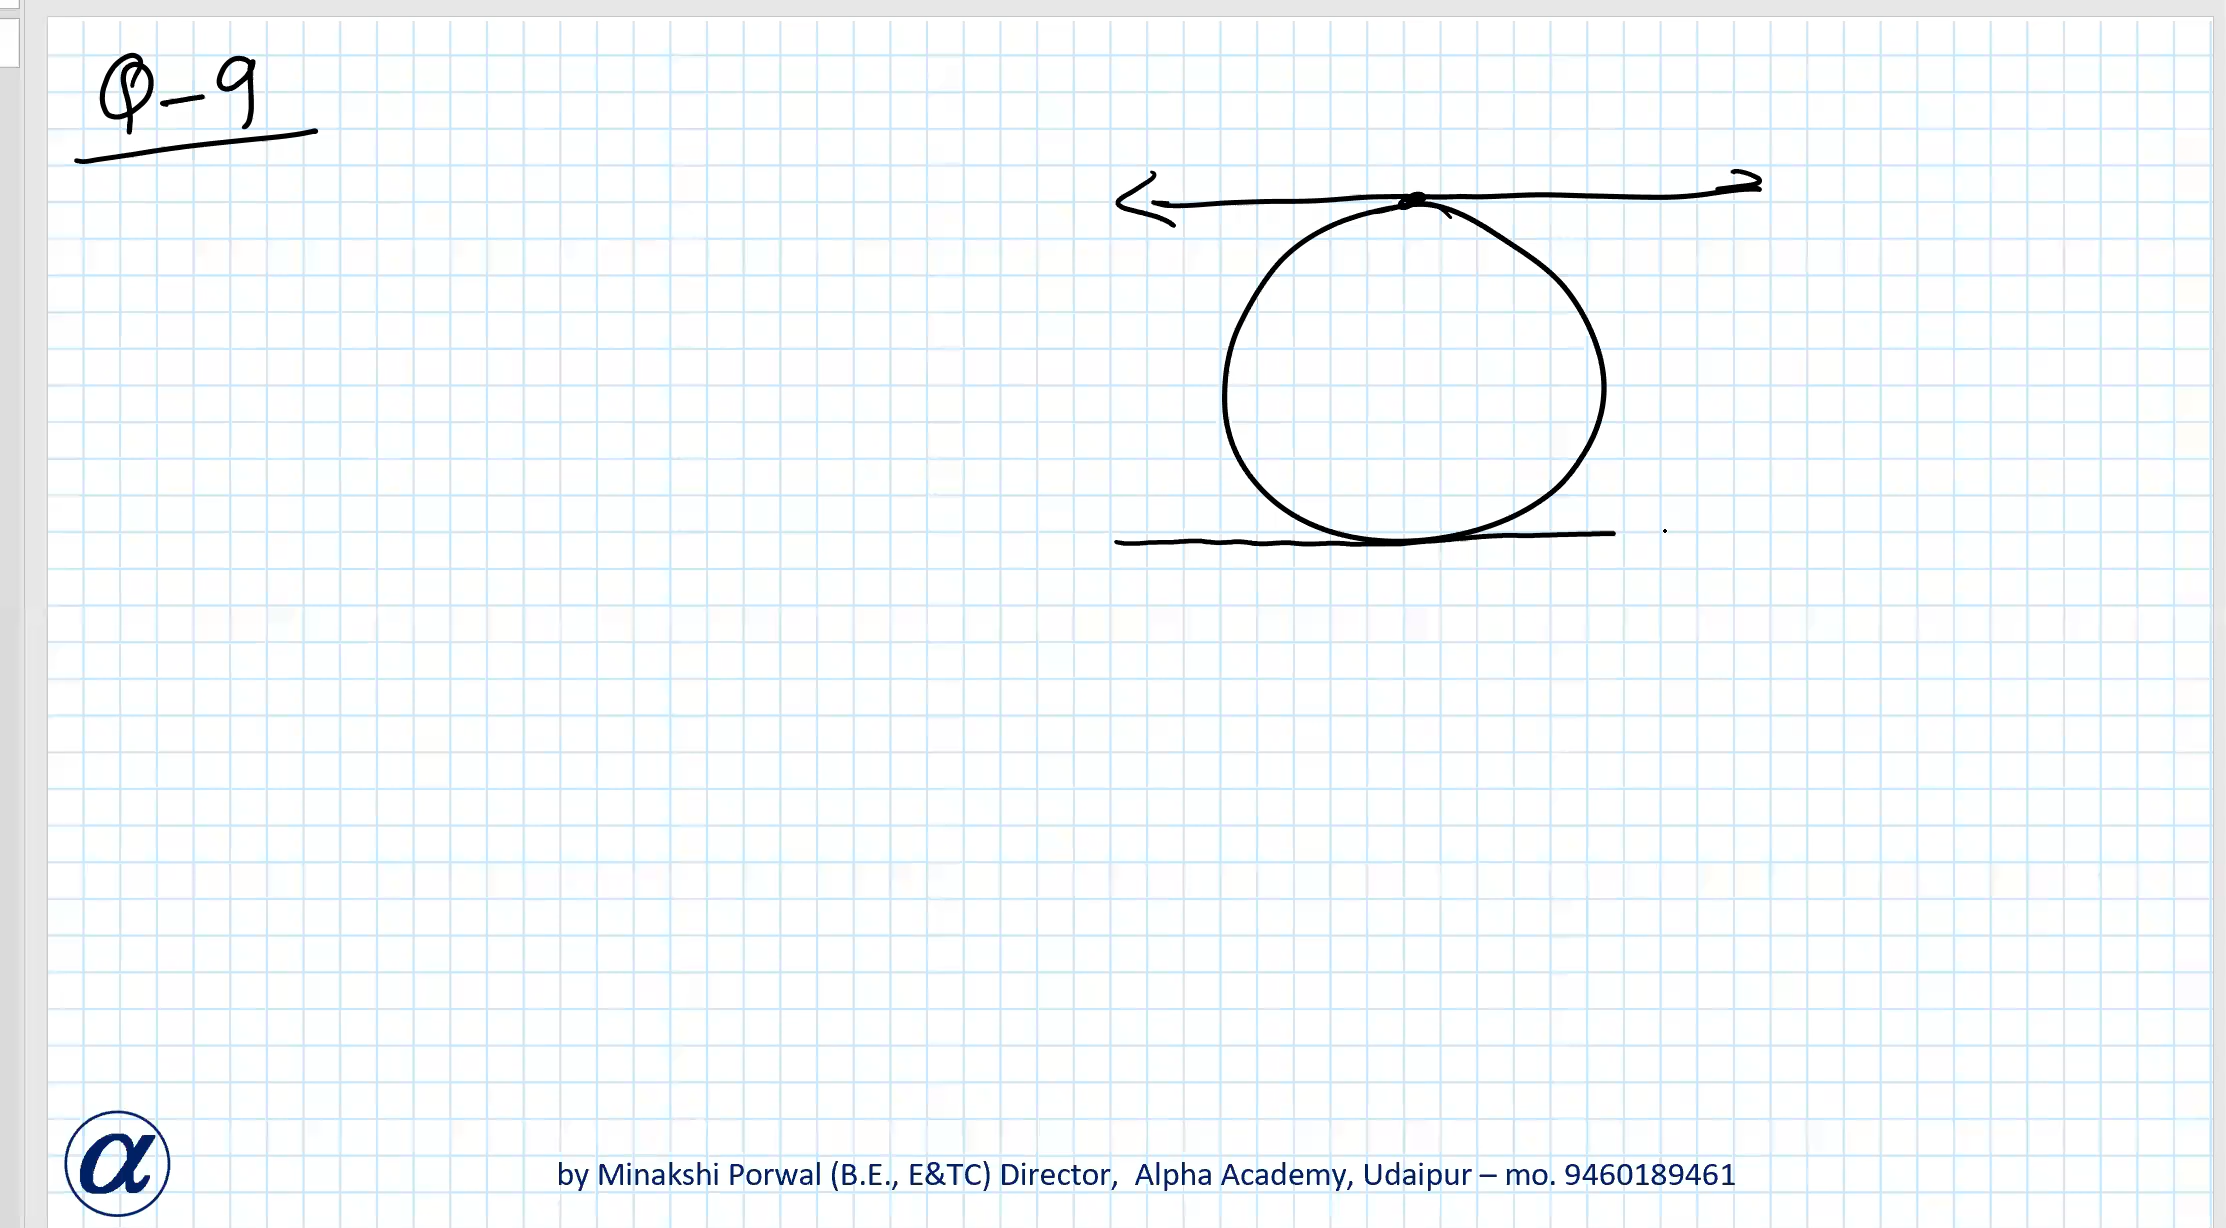 Q-9
α
by Minakshi Porwal (B.E., E&TC) Director, Alpha Academy, Udaipur – mo. 9460189461